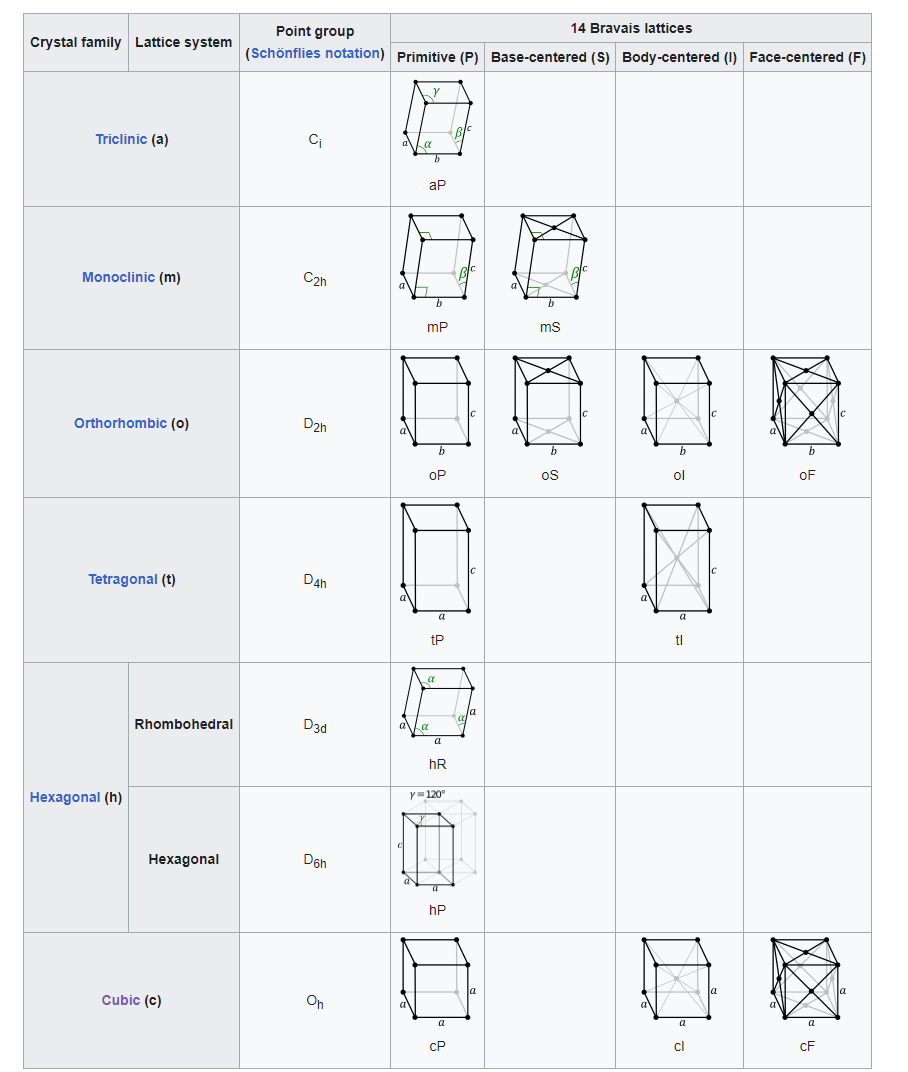 Crystal family Lattice system Point group
(Schönflies notation) 14 Bravais lattices
Primitive (P) Base-centered (S) Body-centered (I) Face-centered (F)
Triclinic (a) Ci
γ
a α β c
b
aP
Monoclinic (m) C2h
a β c
b
mP
a β c
b
mS
Orthorhombic (o) D2h
a c
b
oP
a c
b
oS
a c
b
oI
a c
b
oF
Tetragonal (t) D4h
a c
a
tP
a c
a
tI
Hexagonal (h)
Rhombohedral D3d
α
a α α a
a
hR
Hexagonal D6h
γ = 120°
γ
c
a a
hP
Cubic (c) Oh
a a
a
cP
a a
a
cI
a a
a
cF